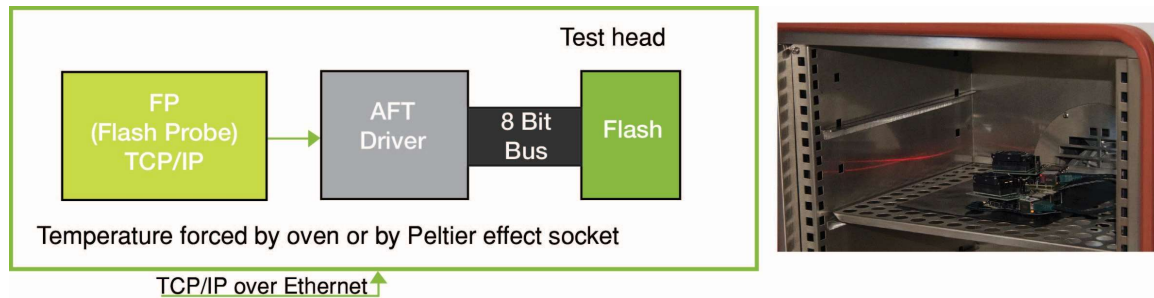 Test head
FP
(Flash Probe)
TCP/IP
AFT
Driver
8 Bit
Bus
Flash
Temperature forced by oven or by Peltier effect socket
TCP/IP over Ethernet